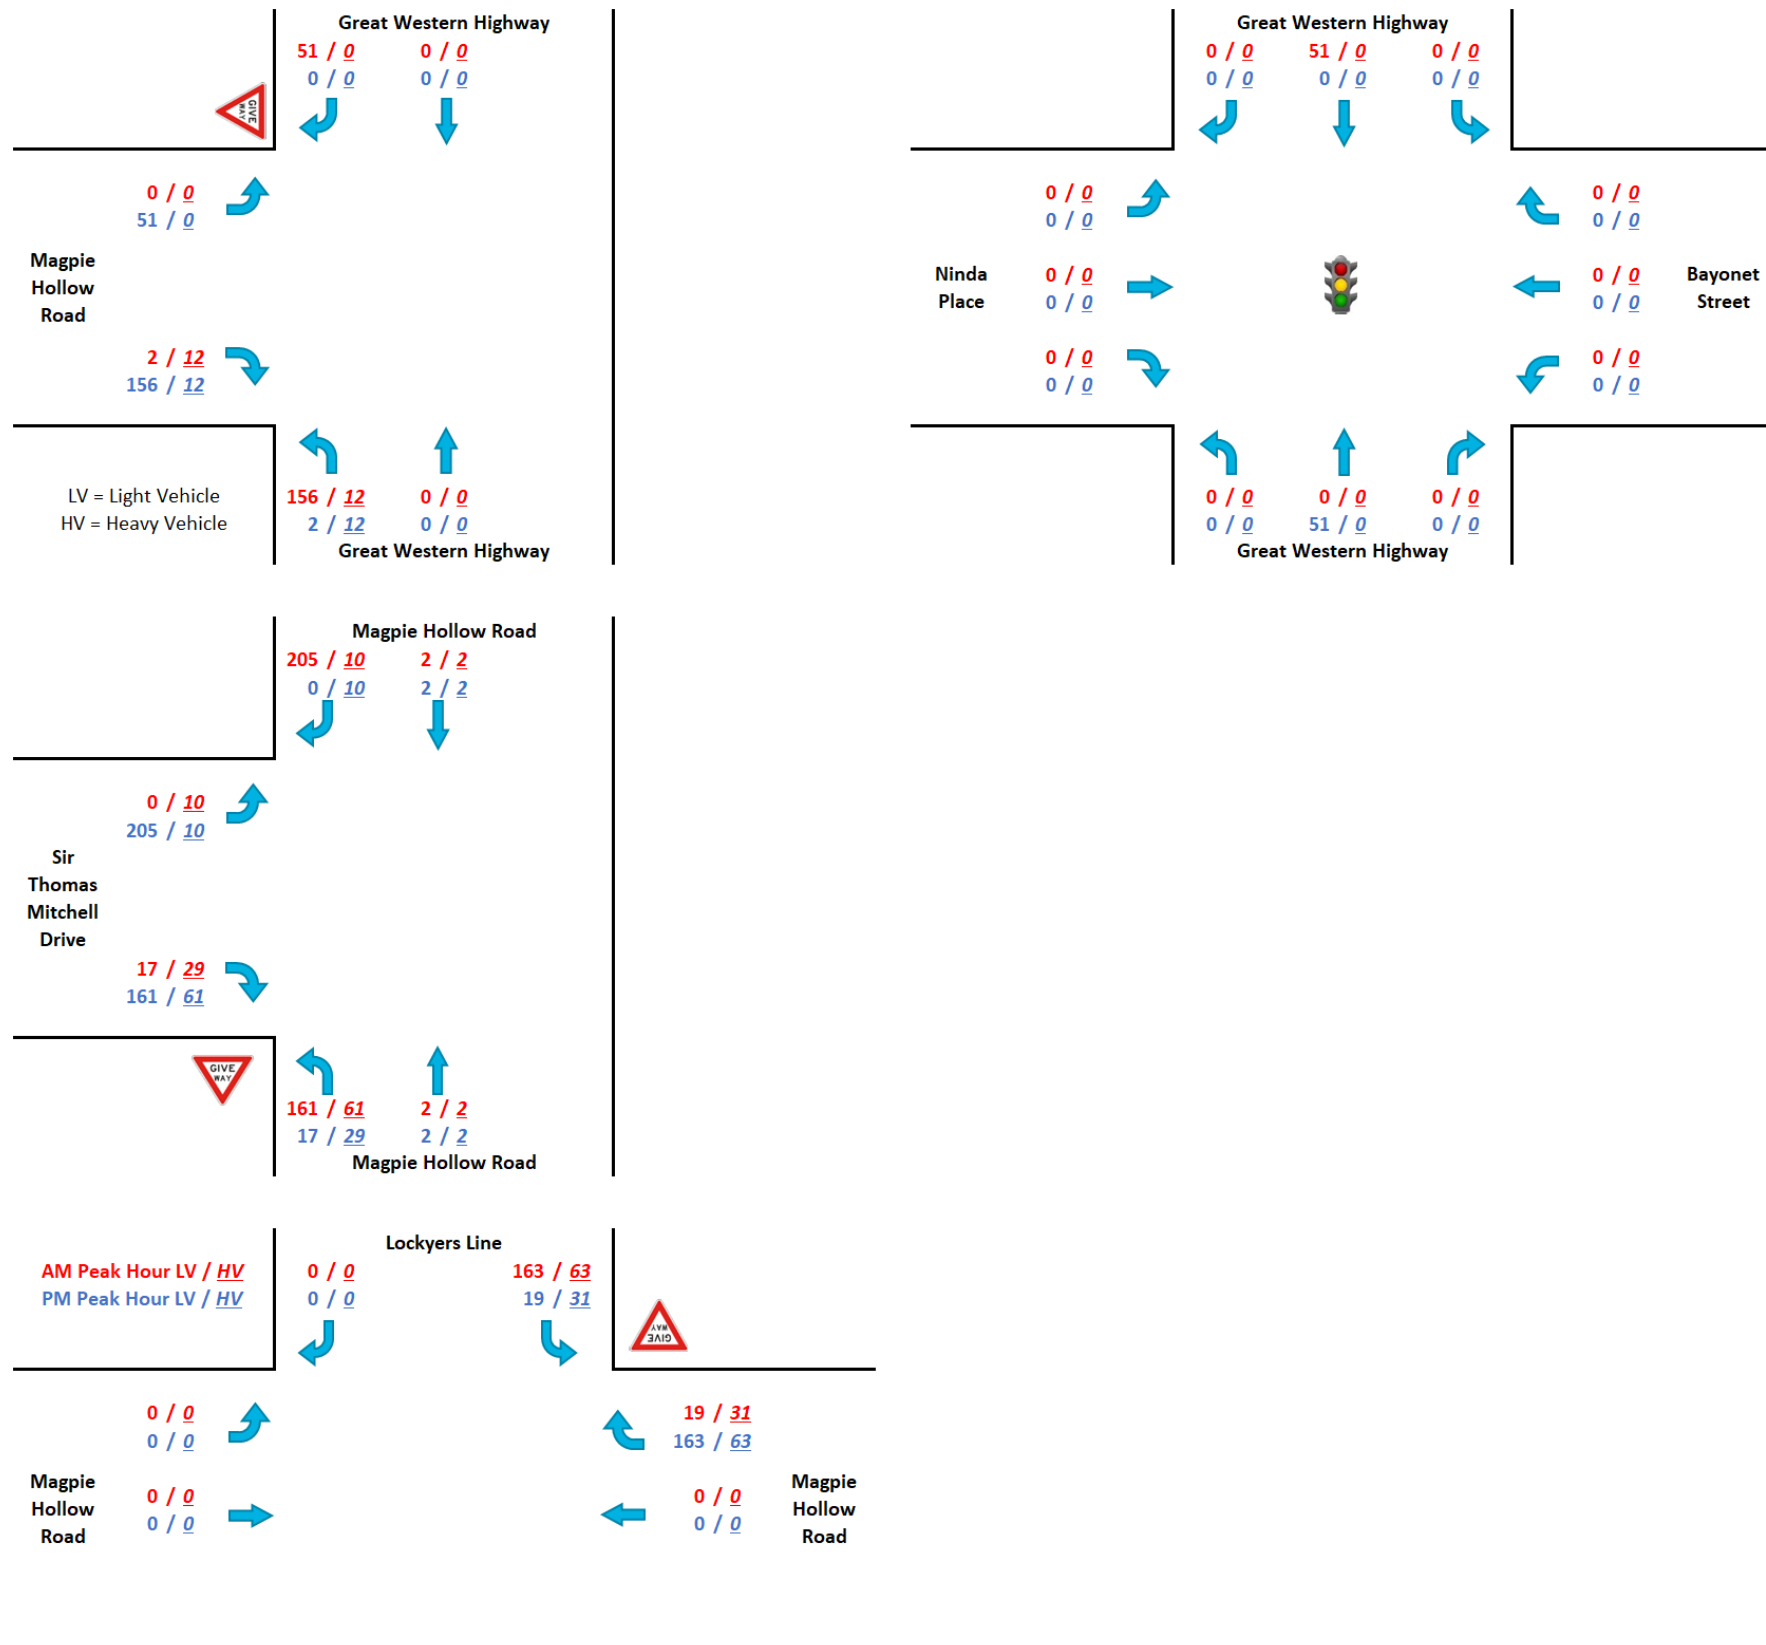 Great Western Highway
51 / 0 0 / 0
0 / 0 0 / 0
GIVE
WAY
0 / 0
51 / 0
Magpie
Hollow
Road
2 / 12
156 / 12
LV = Light Vehicle
HV = Heavy Vehicle
156 / 12 0 / 0
2 / 12 0 / 0
Great Western Highway
Great Western Highway
0 / 0 51 / 0 0 / 0
0 / 0 0 / 0 0 / 0
0 / 0
0 / 0
0 / 0
0 / 0
Ninda
Place
0 / 0
0 / 0
0 / 0
0 / 0
Bayonet
Street
0 / 0
0 / 0
0 / 0
0 / 0
0 / 0 0 / 0 0 / 0
0 / 0 51 / 0 0 / 0
Great Western Highway
Magpie Hollow Road
205 / 10 2 / 2
0 / 10 2 / 2
0 / 10
205 / 10
Sir
Thomas
Mitchell
Drive
17 / 29
161 / 61
GIVE
WAY
161 / 61 2 / 2
17 / 29 2 / 2
Magpie Hollow Road
AM Peak Hour LV / HV
PM Peak Hour LV / HV
Lockyers Line
0 / 0 163 / 63
0 / 0 19 / 31
GIVE
WAY
0 / 0
0 / 0
19 / 31
163 / 63
Magpie
Hollow
Road
0 / 0
0 / 0
0 / 0
0 / 0
Magpie
Hollow
Road